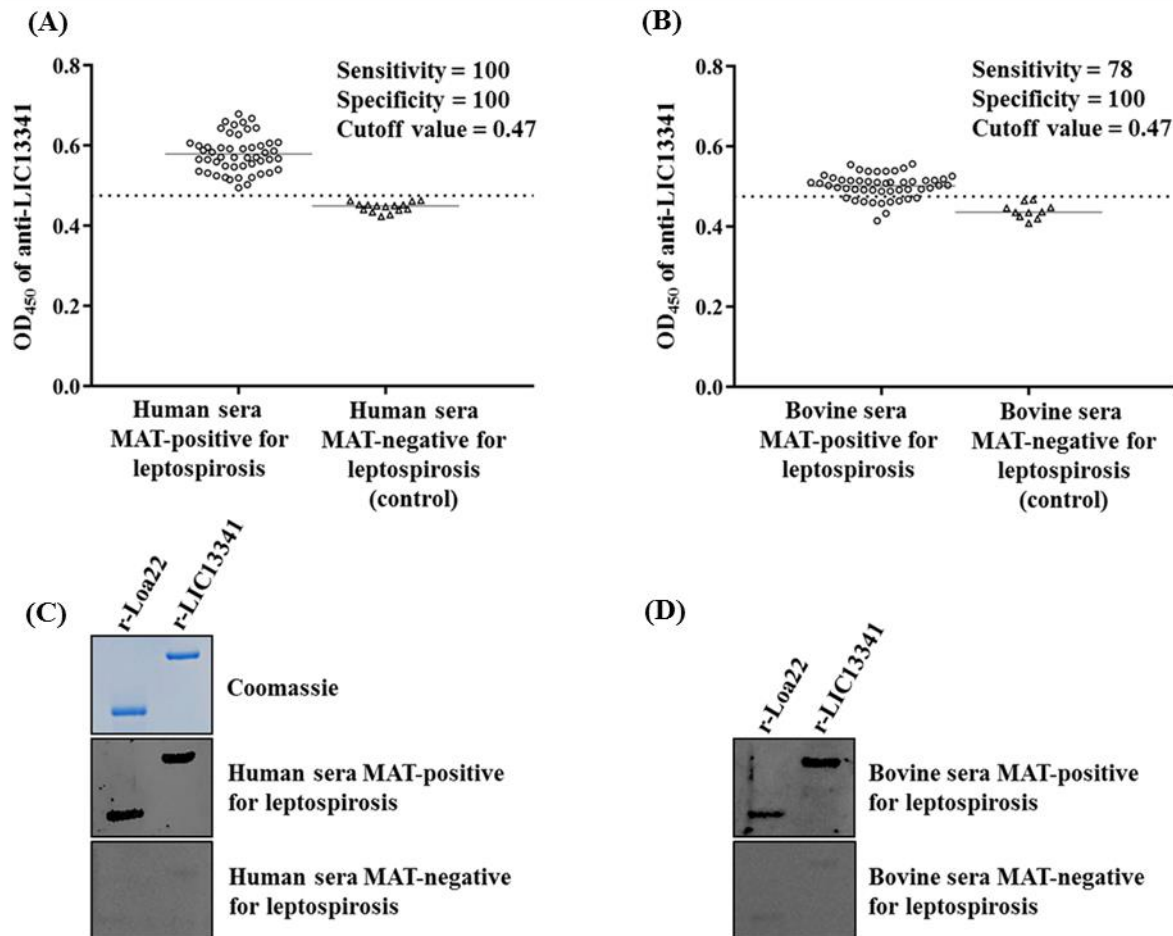 (A)
0.8
0.6
0.4
0.2
0.0
OD450 of anti-LIC13341
Sensitivity = 100
Specificity = 100
Cutoff value = 0.47
Human sera
MAT-positive for
leptospirosis
Human sera
MAT-negative for
leptospirosis
(control)
(B)
0.8
0.6
0.4
0.2
0.0
OD450 of anti-LIC13341
Sensitivity = 78
Specificity = 100
Cutoff value = 0.47
Bovine sera
MAT-positive for
leptospirosis
Bovine sera
MAT-negative for
leptospirosis
(control)
(C)
r-Loa22
r-LIC13341
Coomassie
Human sera MAT-positive
for leptospirosis
Human sera MAT-negative
for leptospirosis
(D)
r-Loa22
r-LIC13341
Bovine sera MAT-positive
for leptospirosis
Bovine sera MAT-negative
for leptospirosis